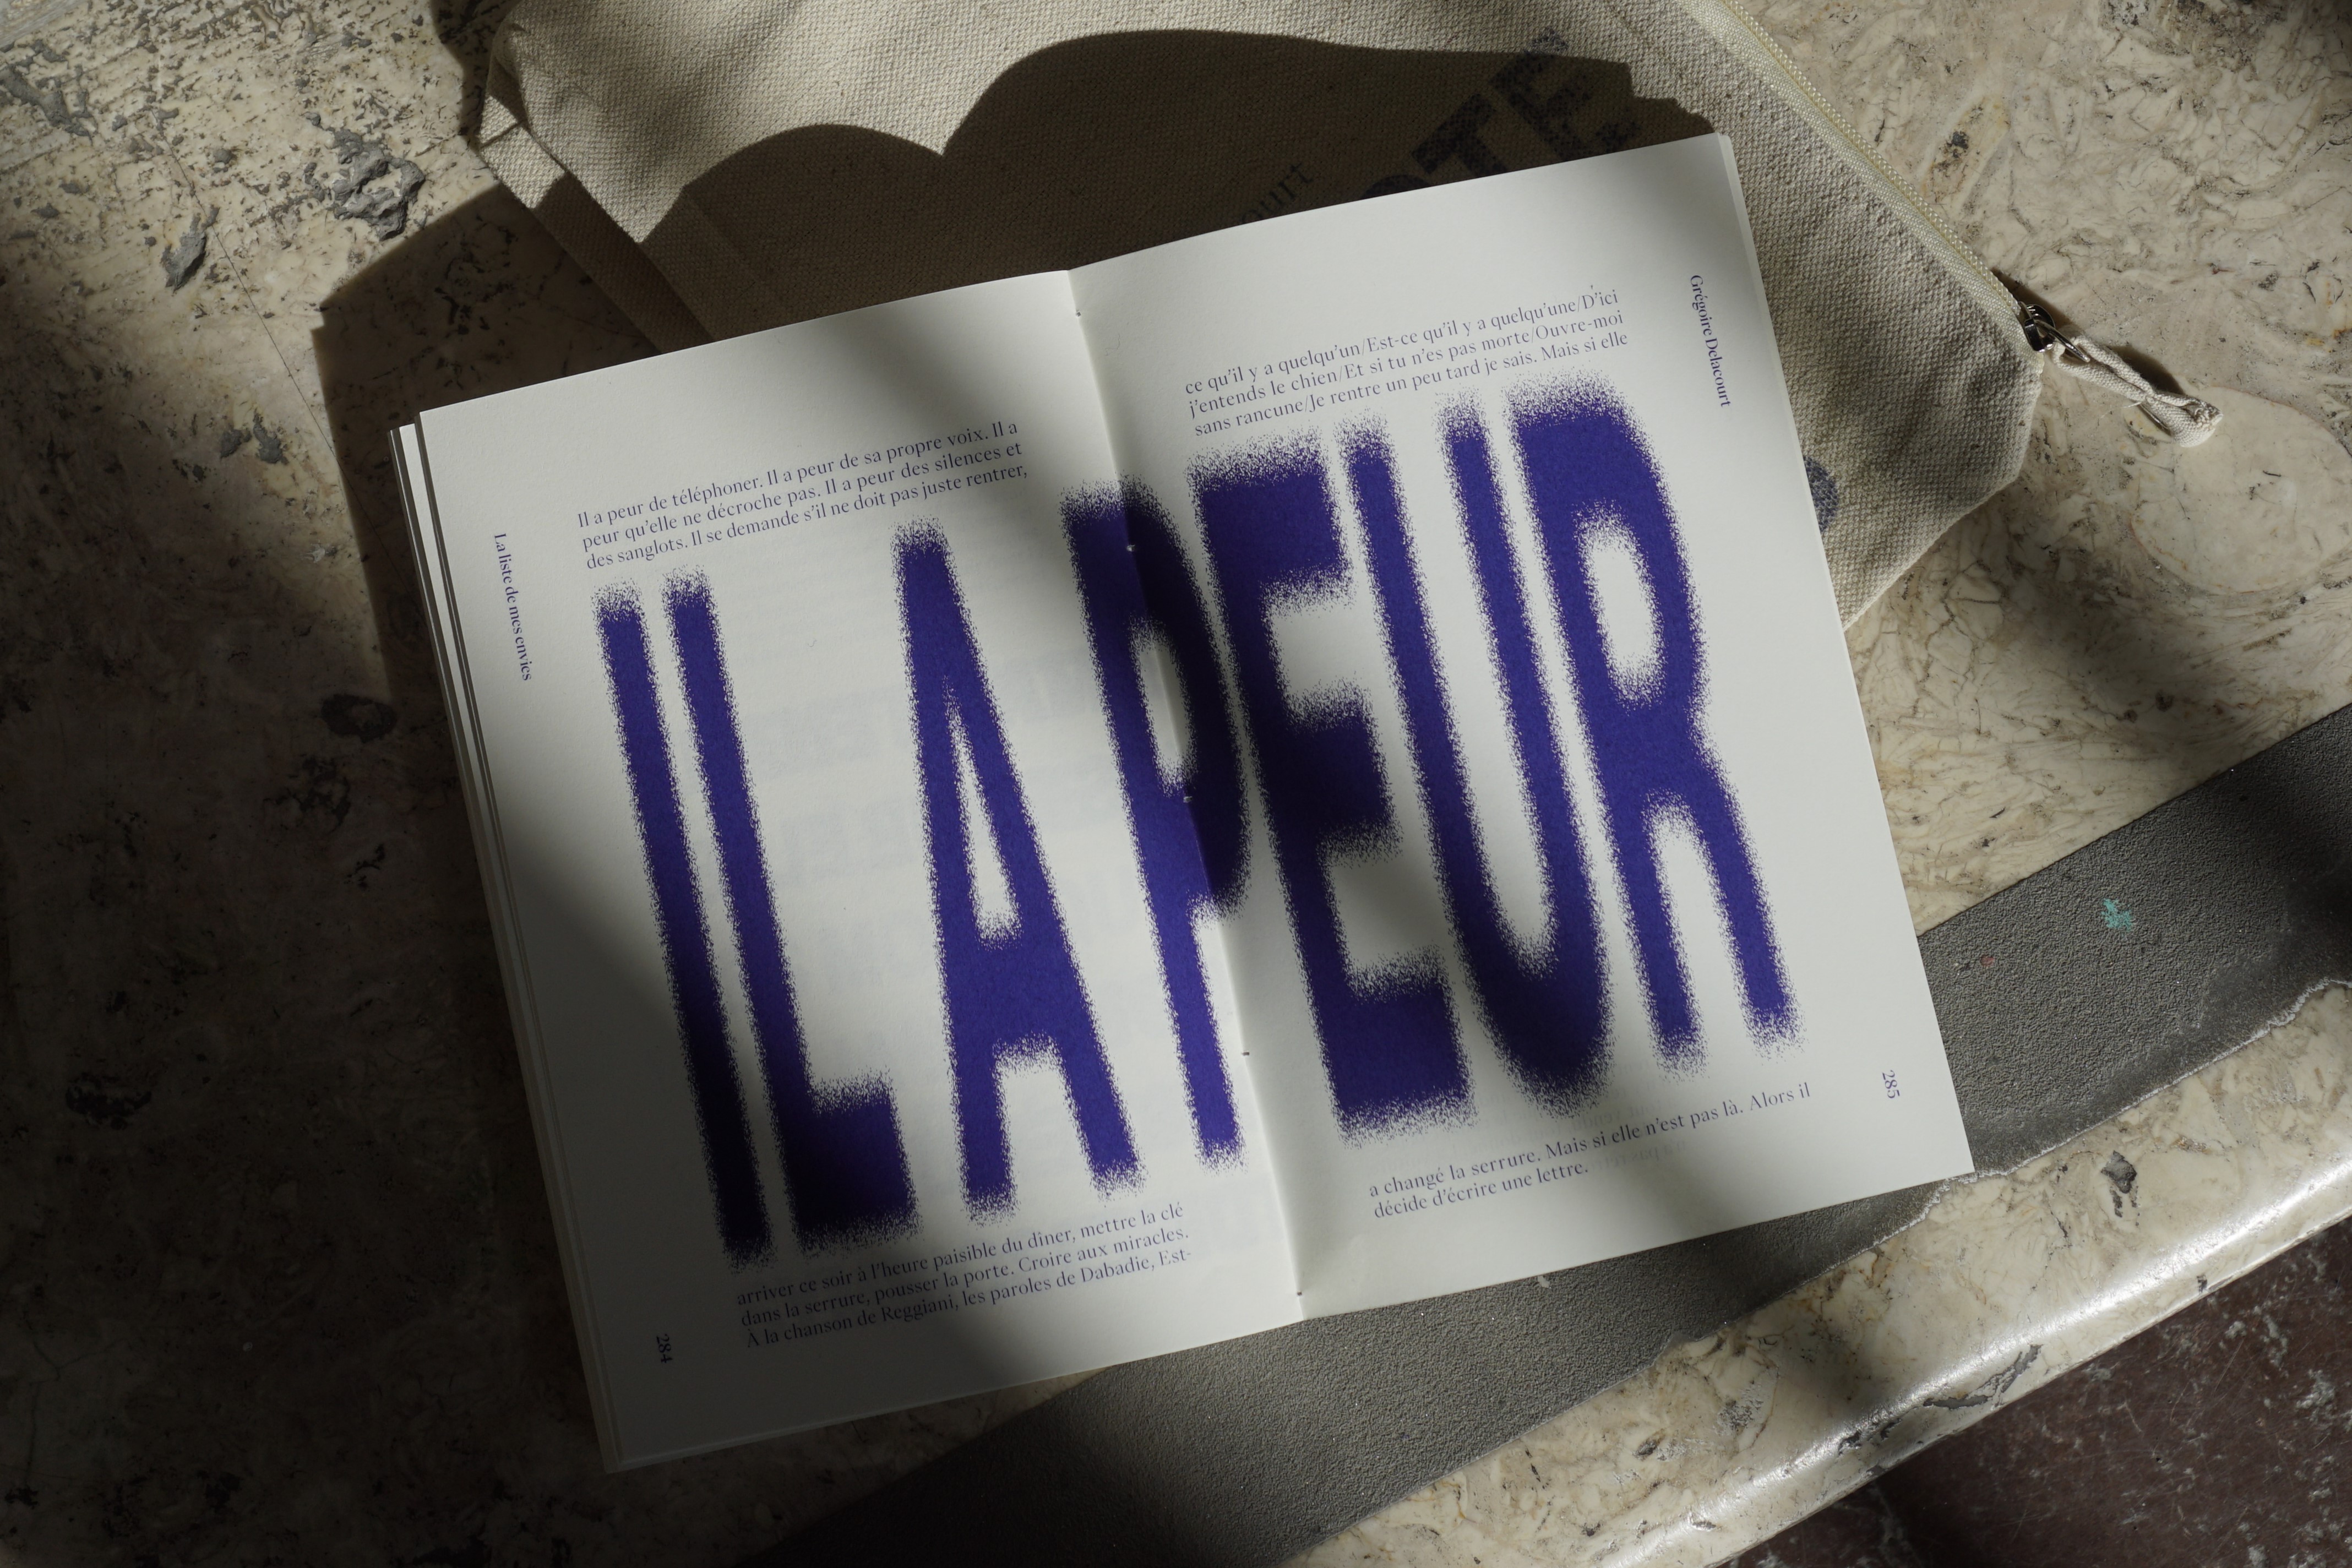 ourt
OTE
La liste de mes envies
Il a peur de téléphoner. Il a peur de sa propre voix. Il a
peur qu'elle ne décroche pas. Il a peur des silences et
des sanglots. Il se demande s'il ne doit pas juste rentrer,
IL A PEUR
arriver ce soir à l'heure paisible du dîner, mettre la clé
dans la serrure, pousser la porte. Croire aux miracles.
À la chanson de Reggiani, les paroles de Dabadie, Est-
284
Grégoire Delacourt
ce qu'il y a quelqu'un/Est-ce qu'il y a quelqu'une/D'ici
j'entends le chien/Et si tu n'es pas morte/Ouvre-moi
sans rancune/Je rentre un peu tard je sais. Mais si elle
a changé la serrure. Mais si elle n'est pas là. Alors il
décide d'écrire une lettre.
285